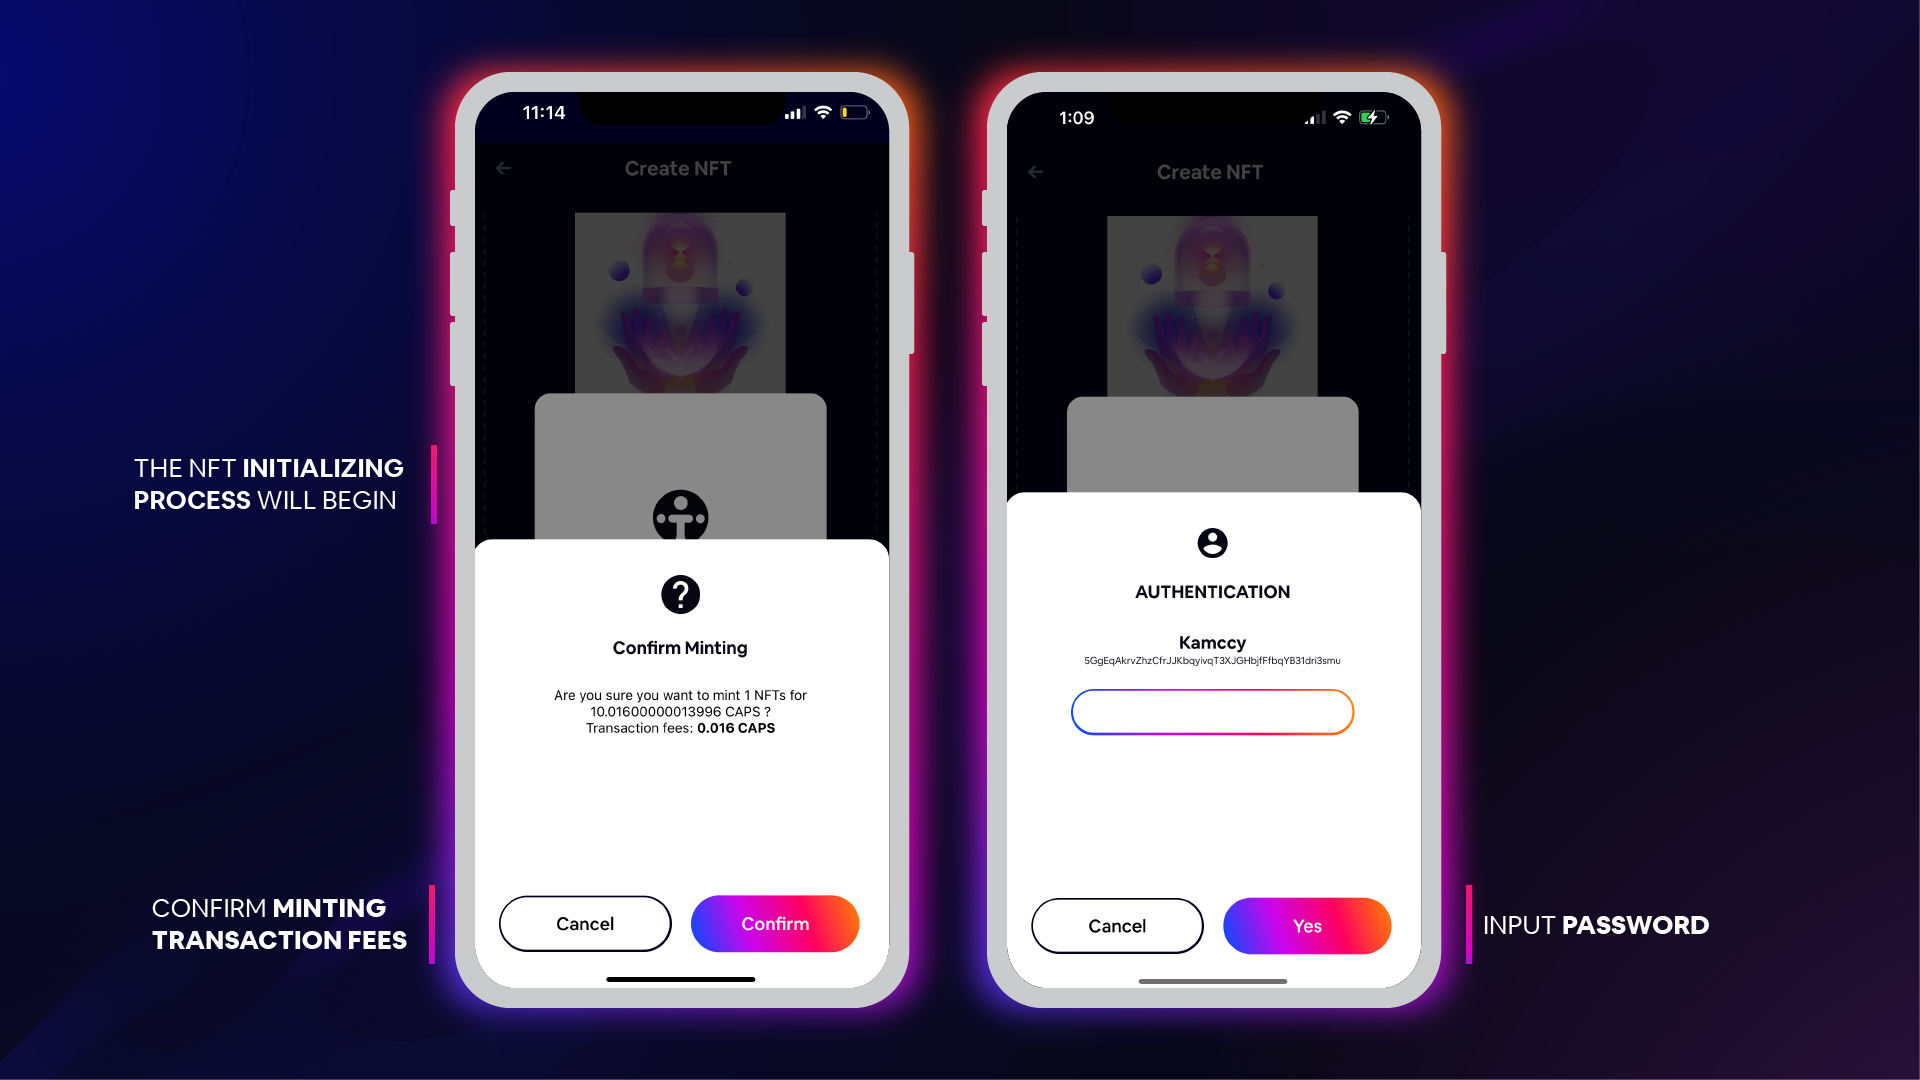 THE NFT INITIALIZING
PROCESS WILL BEGIN
CONFIRM MINTING
TRANSACTION FEES
11:14
Create NFT
Confirm Minting
Are you sure you want to mint 1 NFTs for
10.01600000013996 CAPS ?
Transaction fees: 0.016 CAPS
Cancel
Confirm
1:09
Create NFT
AUTHENTICATION
Kamccy
5GgEqAkrvZhzCfrJJKbqyivqT3XJGHbjfFfbqYB31dri3smu
Cancel
Yes
INPUT PASSWORD